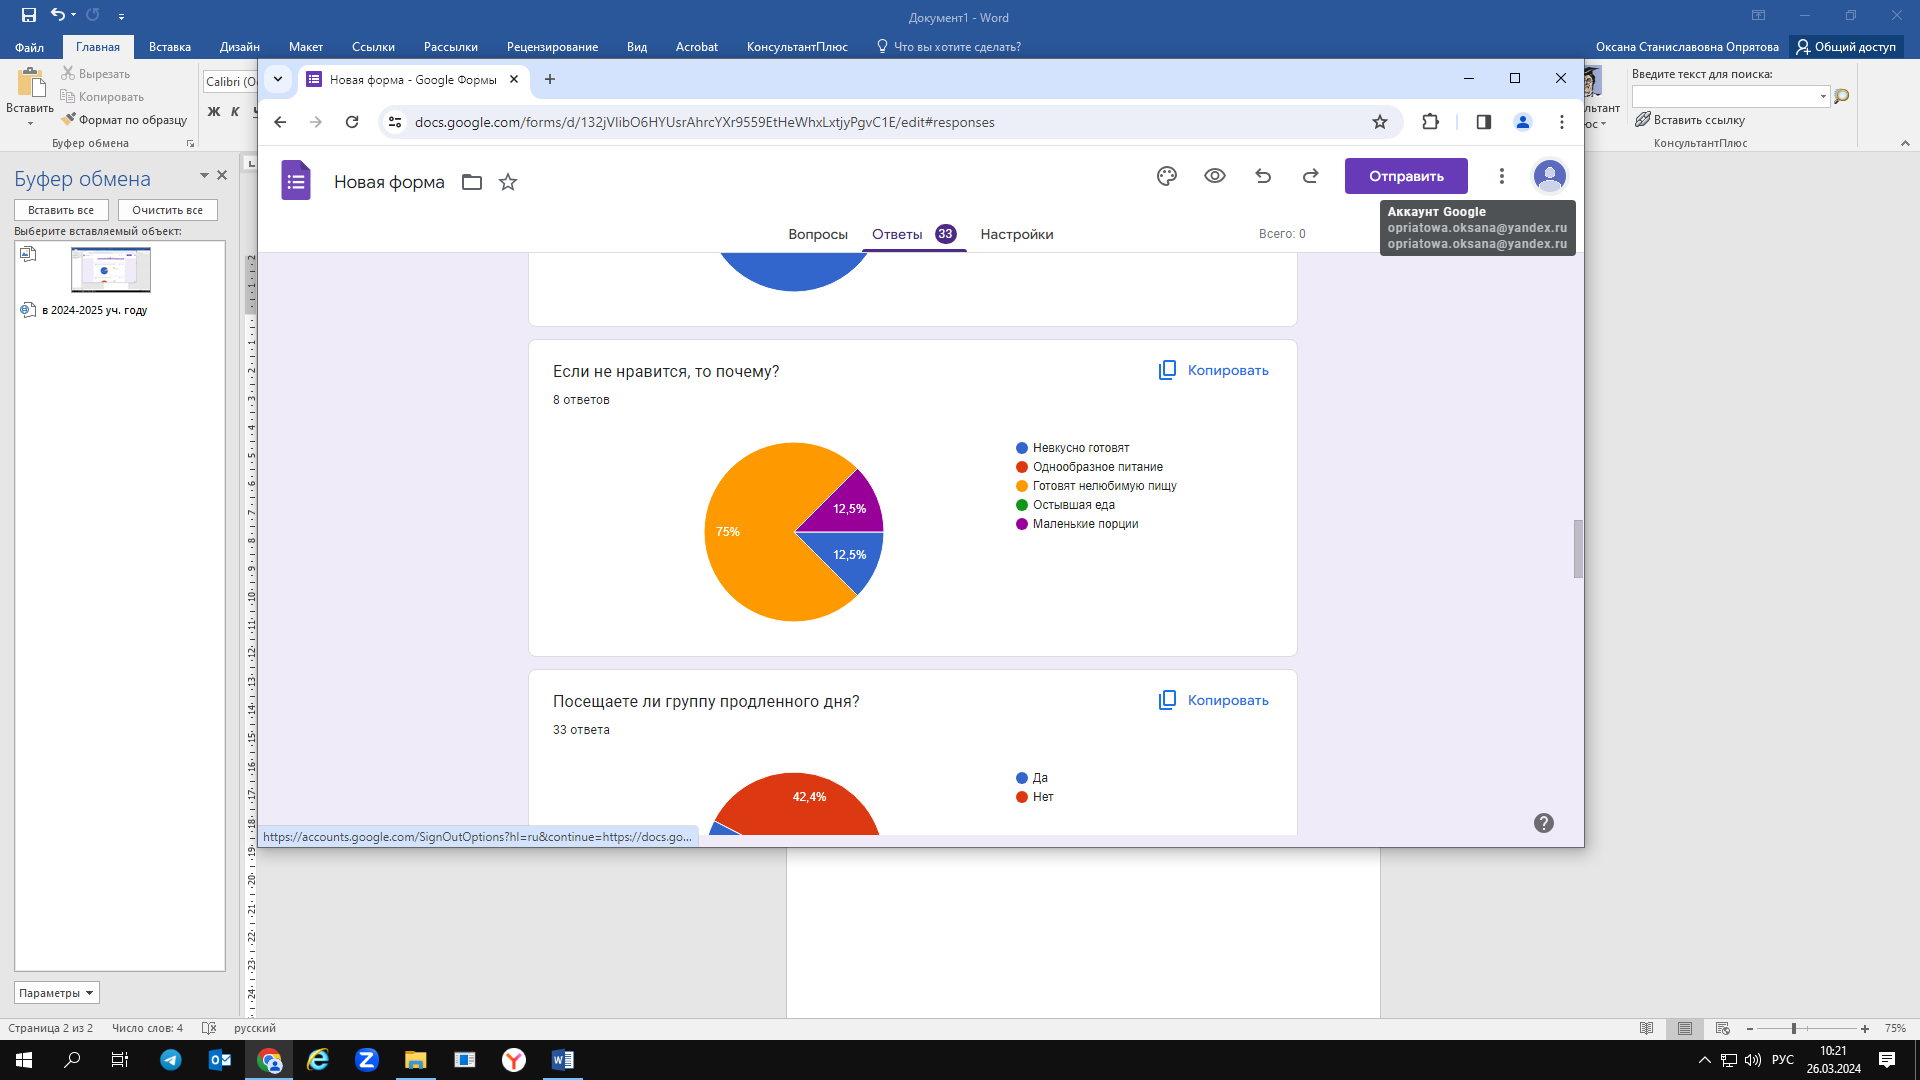 Документ1 - Word
Файл Главная Вставка Дизайн Макет Ссылки Рассылки Рецензирование Вид Acrobat КонсультантПлюс Что вы хотите сделать? Оксана Станиславовна Опрятова Общий доступ
Вставить
Вырезать
Копировать
Формат по образцу
Буфер обмена
Calibri (О
Ж К
Введите текст для поиска:
Вставить ссылку
КонсультантПлюс
Новая форма - Google Формы
docs.google.com/forms/d/132jVlibO6HYUsrAhrcYXr9559EtHeWhxLxtjyPgvC1E/edit#responses
Новая форма
Отправить
Аккаунт Google
opriatowa.oksana@yandex.ru
opriatowa.oksana@yandex.ru
Вопросы Ответы 33 Настройки
Всего: 0
Буфер обмена
Вставить все Очистить все
Выберите вставляемый объект:
в 2024-2025 уч. году
Параметры
Если не нравится, то почему?
Копировать
8 ответов
75%
12,5%
12,5%
Невкусно готовят
Однообразное питание
Готовят нелюбимую пищу
Остывшая еда
Маленькие порции
Посещаете ли группу продленного дня?
Копировать
33 ответа
42,4%
Да
Нет
https://accounts.google.com/SignOutOptions?hl=ru&continue=https://docs.go...
Страница 2 из 2 Число слов: 4 русский
75%
РУС
10:21
26.03.2024